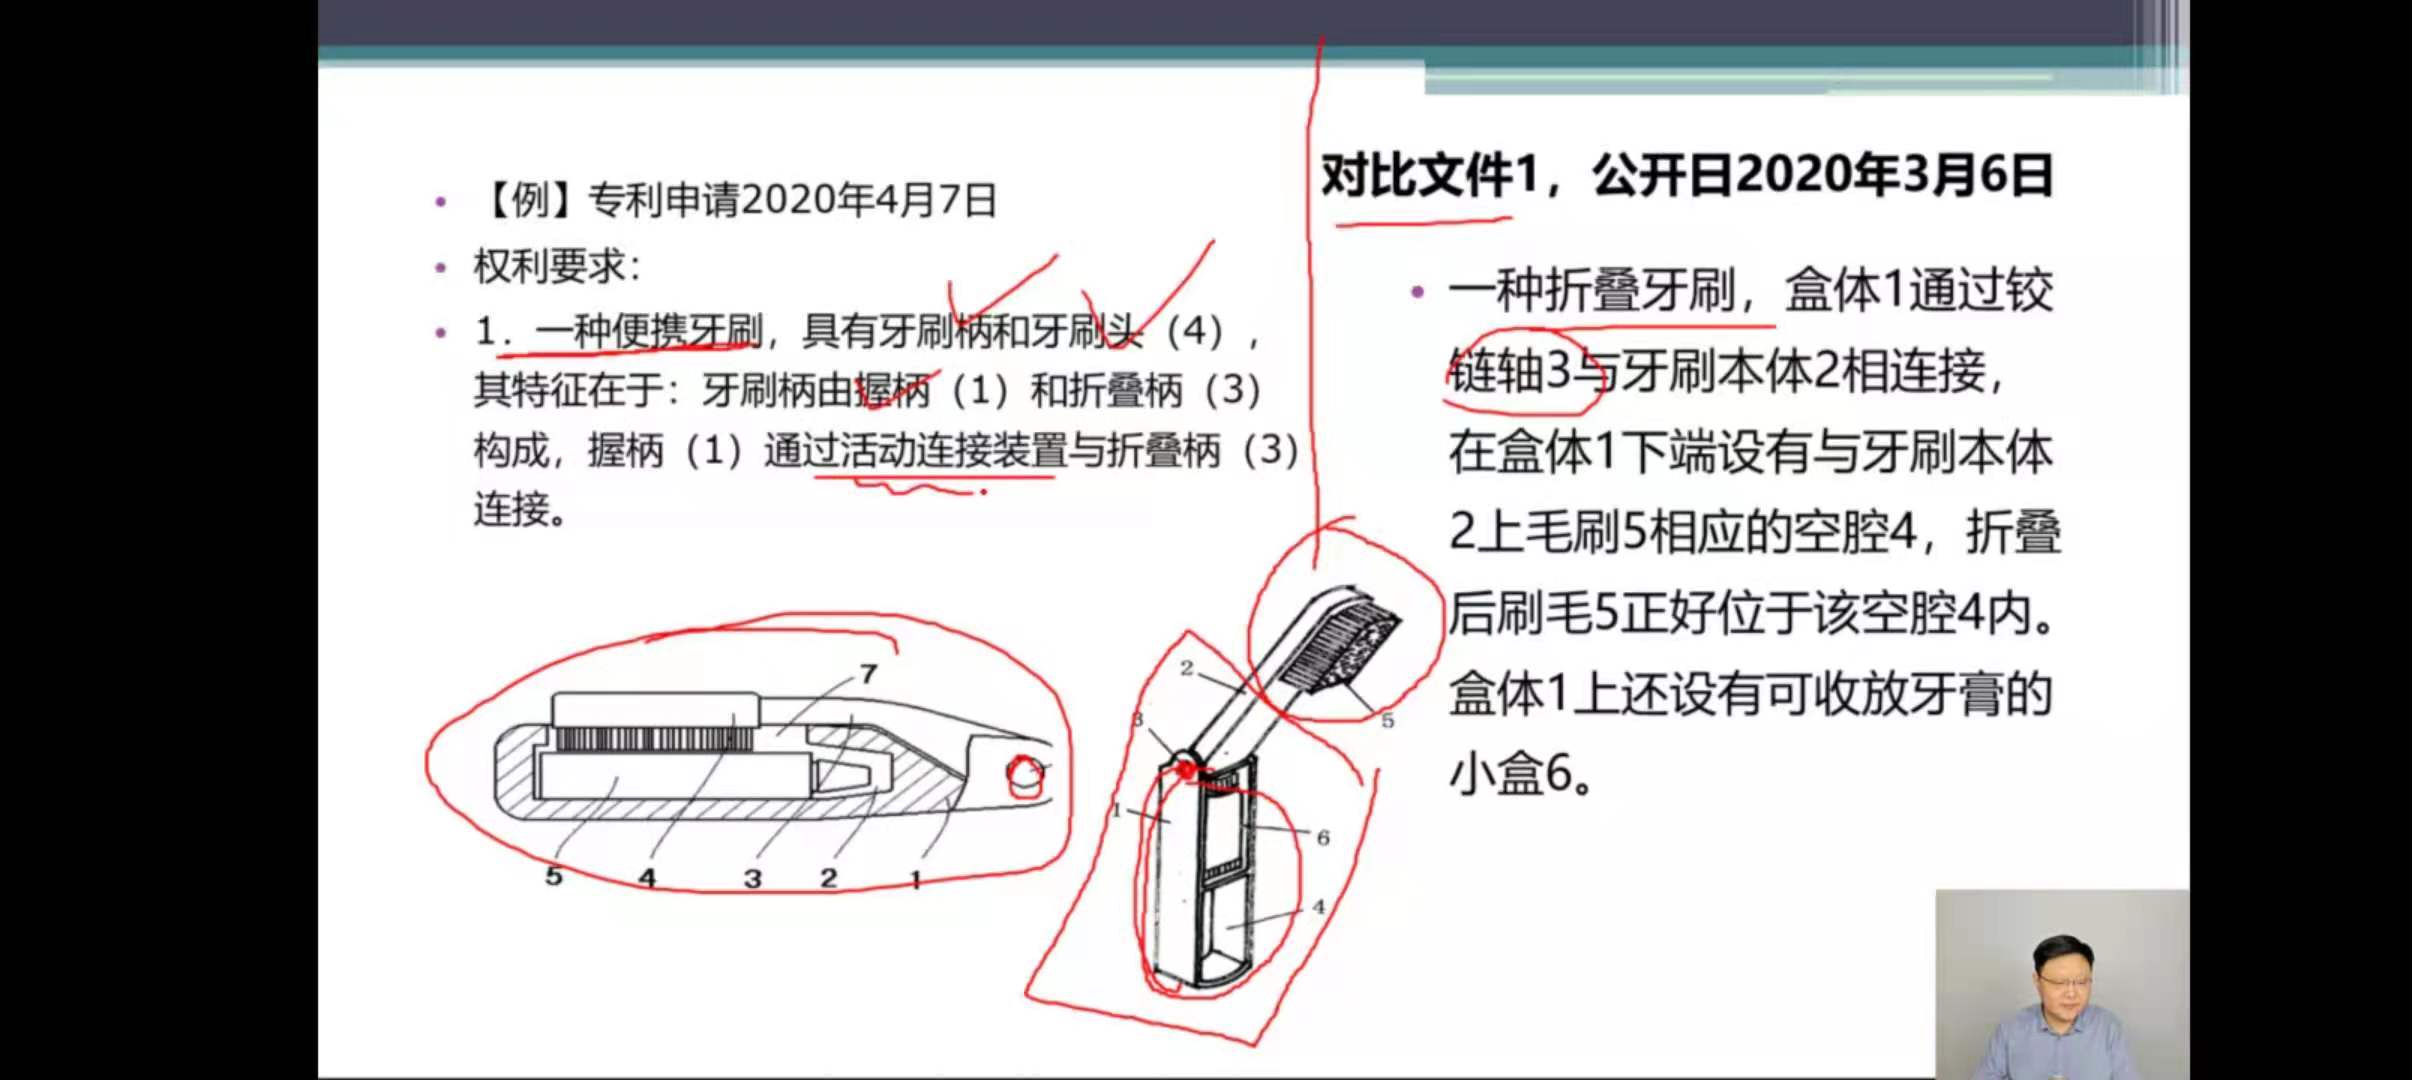 【例】专利申请2020年4月7日
权利要求：
1．一种便携牙刷，具有牙刷柄和牙刷头（4），
其特征在于：牙刷柄由握柄（1）和折叠柄（3）
构成，握柄（1）通过活动连接装置与折叠柄（3）
连接。
7
5 4 3 2 1
对比文件1，公开日2020年3月6日
一种折叠牙刷，盒体1通过铰
链轴3与牙刷本体2相连接，
在盒体1下端设有与牙刷本体
2上毛刷5相应的空腔4，折叠
后刷毛5正好位于该空腔4内。
盒体1上还设有可收放牙膏的
小盒6。
2
3
5
1
6
4